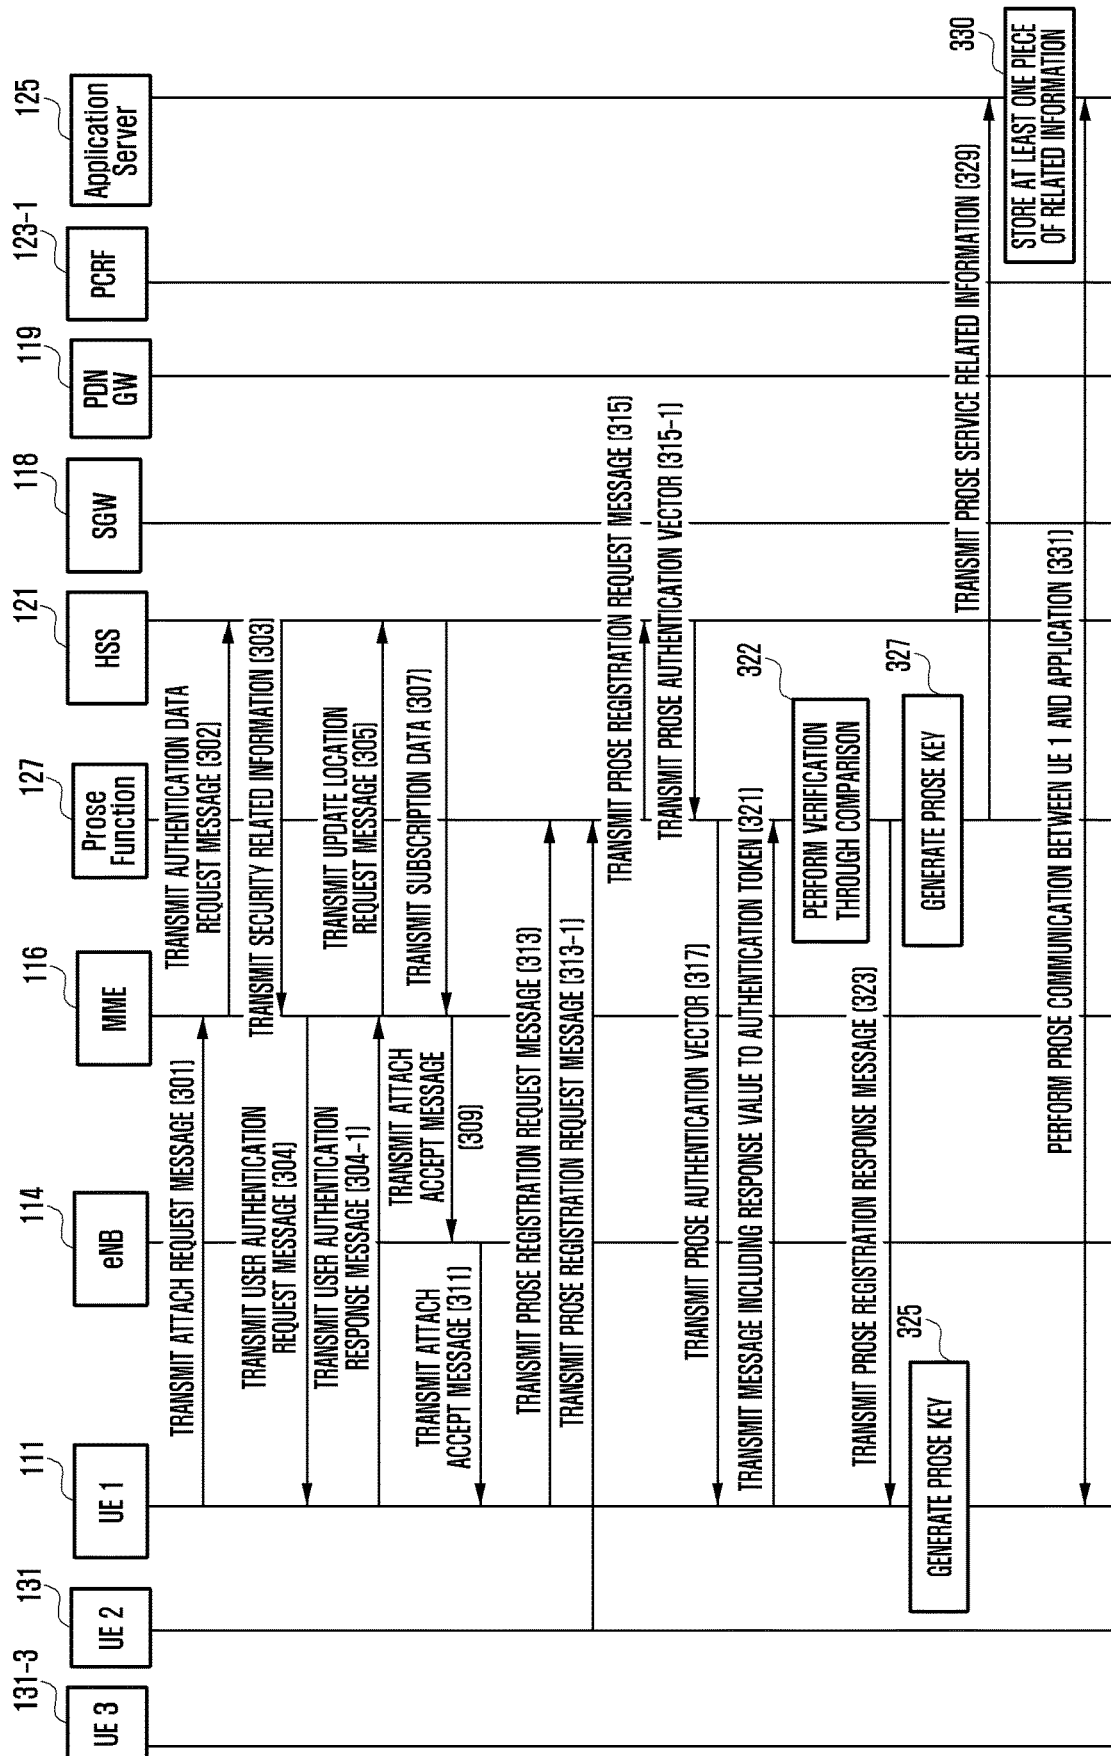 131-3
131
111
114
116
127
121
118
119
123-1
125
UE 3
UE 2
UE 1
eNB
MME
Prose
Function
HSS
SGW
PDN
GW
PCRF
Application
Server
TRANSMIT ATTACH REQUEST MESSAGE (301)
TRANSMIT AUTHENTICATION DATA
REQUEST MESSAGE (302)
TRANSMIT SECURITY RELATED INFORMATION (303)
TRANSMIT USER AUTHENTICATION
REQUEST MESSAGE (304)
TRANSMIT USER AUTHENTICATION
RESPONSE MESSAGE (304-1)
TRANSMIT UPDATE LOCATION
REQUEST MESSAGE (305)
TRANSMIT SUBSCRIPTION DATA (307)
TRANSMIT ATTACH
ACCEPT MESSAGE
(309)
TRANSMIT ATTACH
ACCEPT MESSAGE (311)
TRANSMIT PROSE REGISTRATION REQUEST MESSAGE (313)
TRANSMIT PROSE REGISTRATION REQUEST MESSAGE (313-1)
TRANSMIT PROSE REGISTRATION REQUEST MESSAGE (315)
TRANSMIT PROSE AUTHENTICATION VECTOR (315-1)
TRANSMIT PROSE AUTHENTICATION VECTOR (317)
TRANSMIT MESSAGE INCLUDING RESPONSE VALUE TO AUTHENTICATION TOKEN (321)
322
PERFORM VERIFICATION
THROUGH COMPARISON
TRANSMIT PROSE REGISTRATION RESPONSE MESSAGE (323)
325
GENERATE PROSE KEY
327
GENERATE PROSE KEY
TRANSMIT PROSE SERVICE RELATED INFORMATION (329)
330
STORE AT LEAST ONE PIECE
OF RELATED INFORMATION
PERFORM PROSE COMMUNICATION BETWEEN UE 1 AND APPLICATION (331)